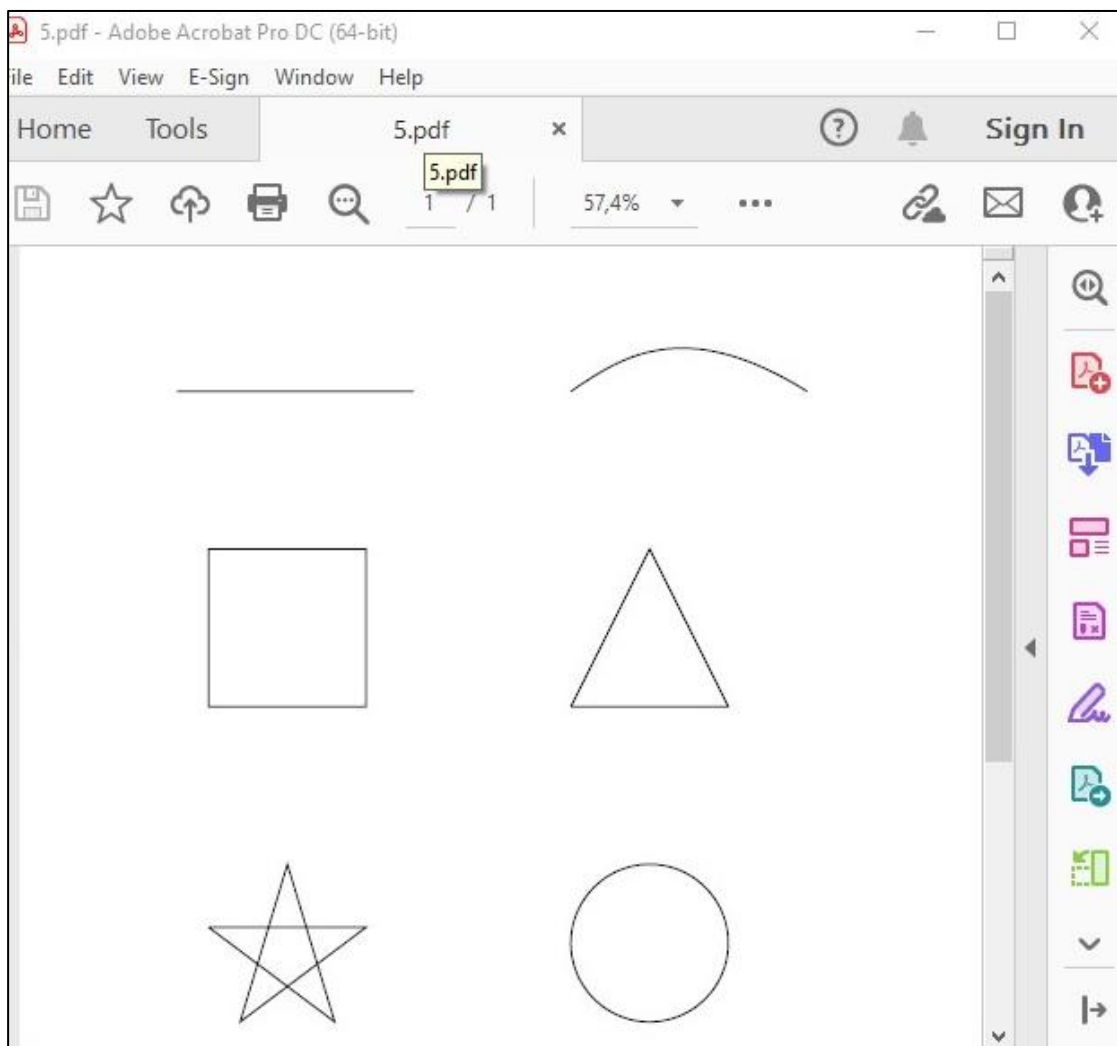 5.pdf - Adobe Acrobat Pro DC (64-bit)
ile Edit View E-Sign Window Help
Home Tools 5.pdf × Sign In
5.pdf
1 / 1 57,4%